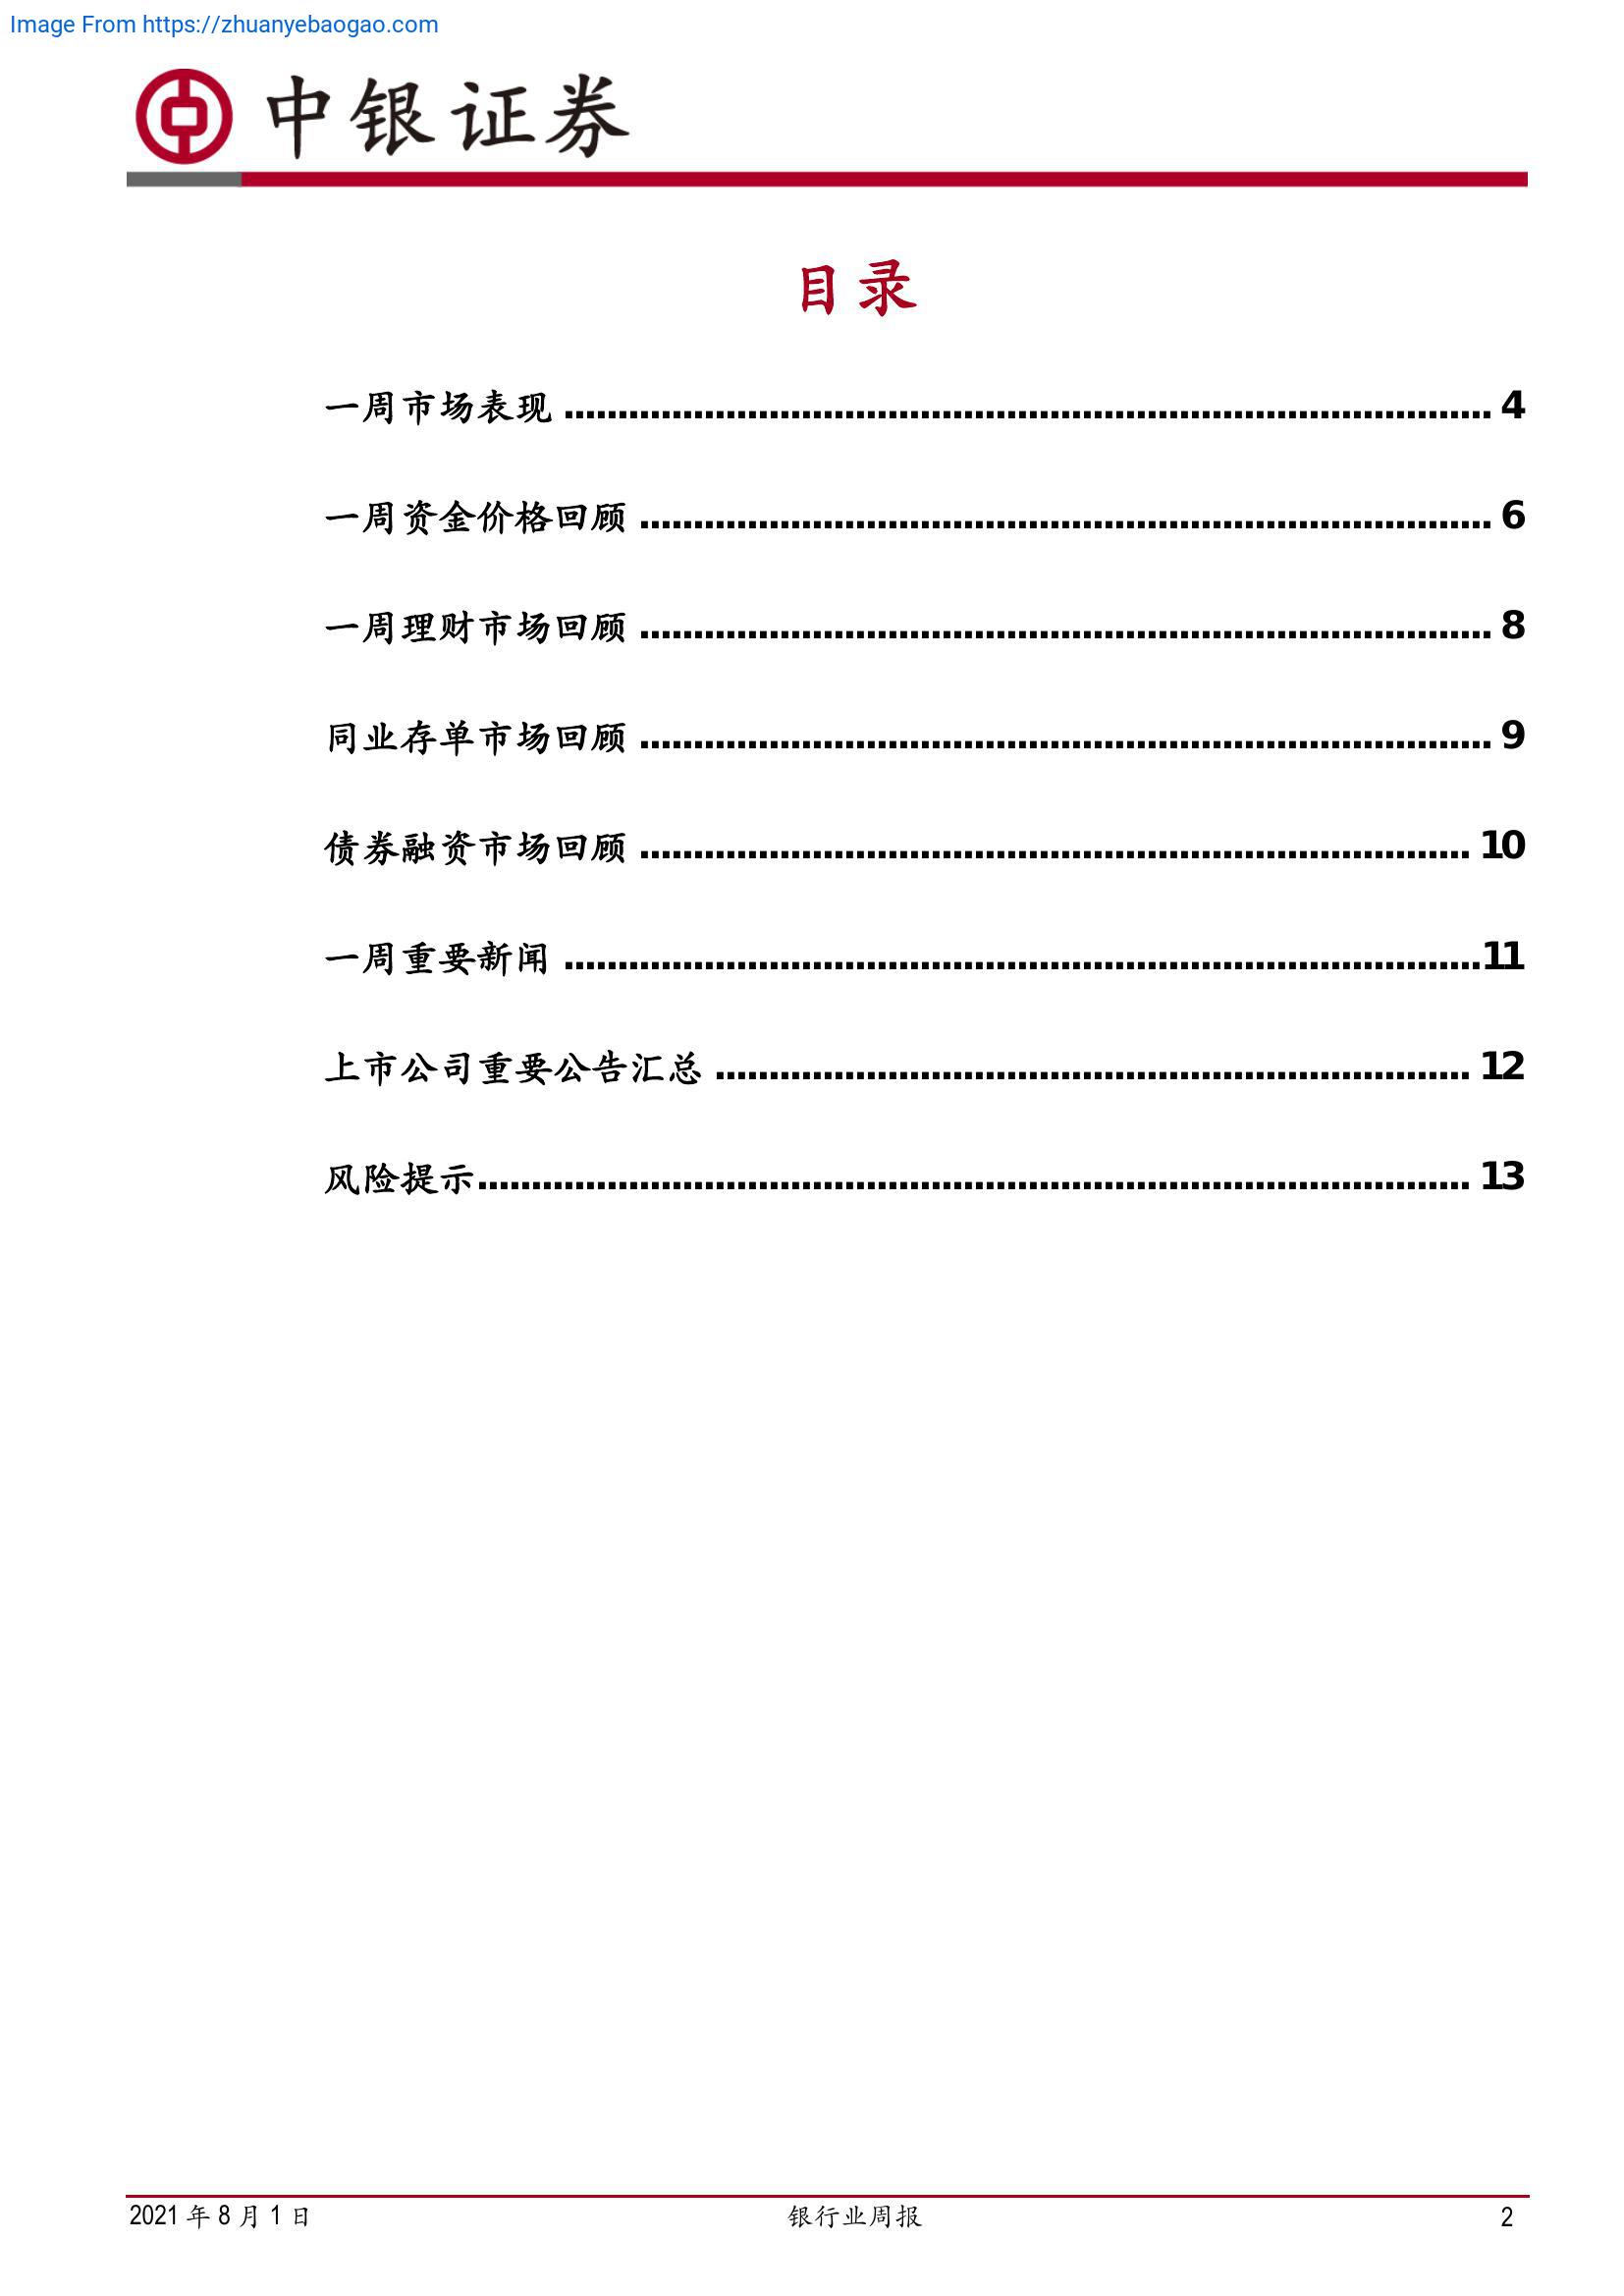 Image From https://zhuanyebaogao.com
中银证券
目录
一周市场表现 ........................................................................................ 4
一周资金价格回顾 ................................................................................. 6
一周理财市场回顾 ................................................................................. 8
同业存单市场回顾 ................................................................................. 9
债券融资市场回顾 ............................................................................... 10
一周重要新闻 .......................................................................................11
上市公司重要公告汇总 ........................................................................ 12
风险提示.............................................................................................. 13
2021 年 8 月 1 日 银行业周报 2